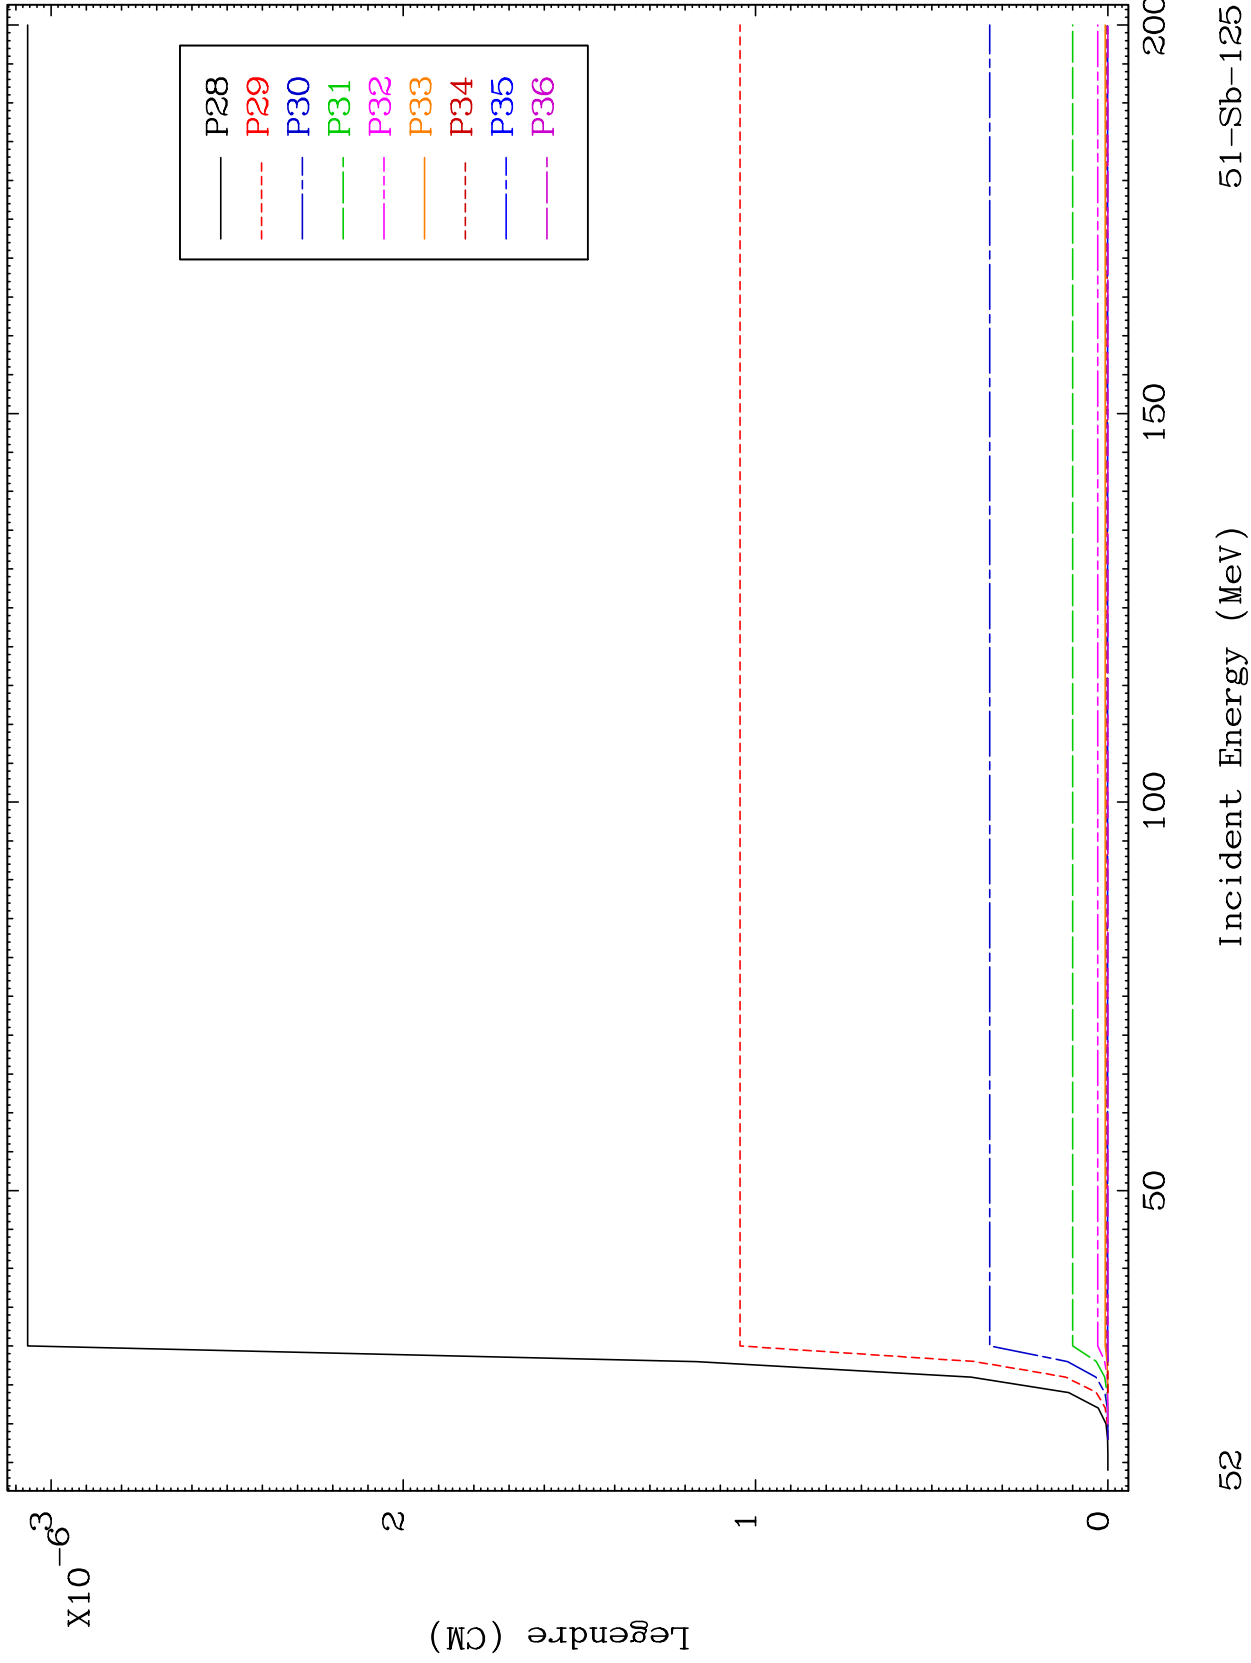 X10
-6
3
2
1
0
Legendre (CM)
P28
P29
P30
P31
P32
P33
P34
P35
P36
50
100
150
200
Incident Energy (MeV)
52
51-Sb-125